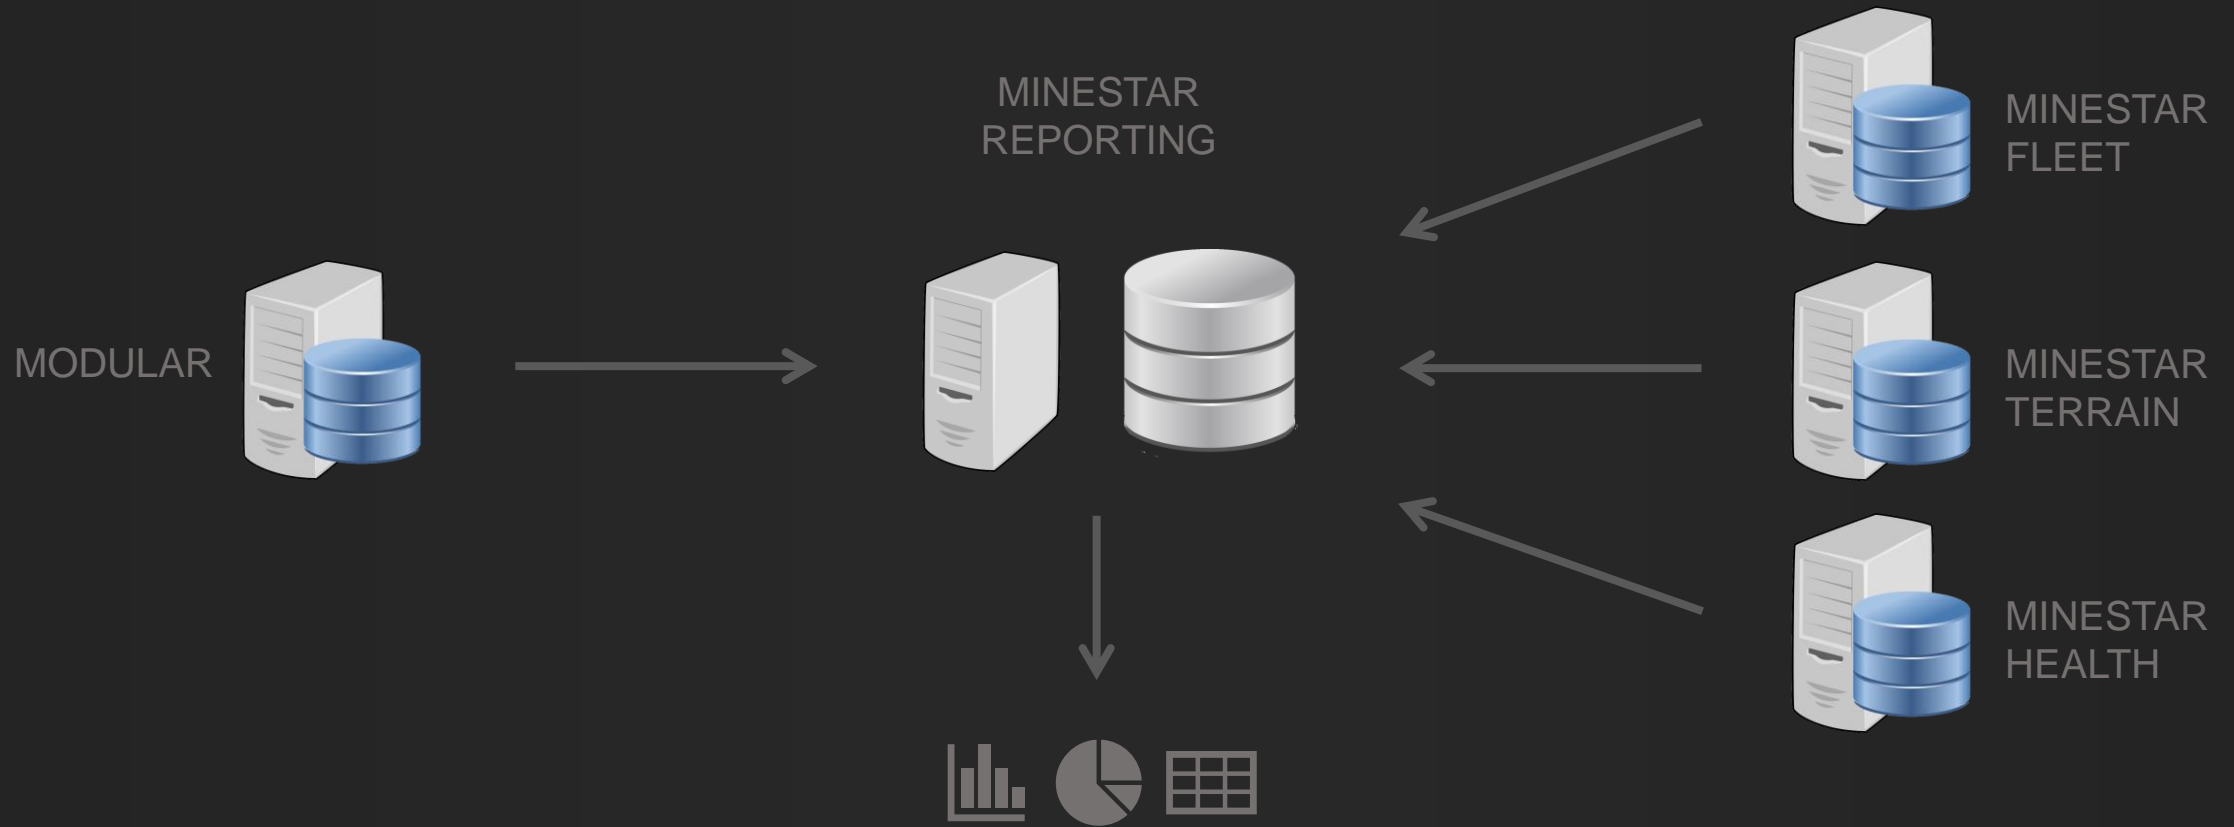 MINESTAR
REPORTING
MODULAR
MINESTAR
FLEET
MINESTAR
TERRAIN
MINESTAR
HEALTH